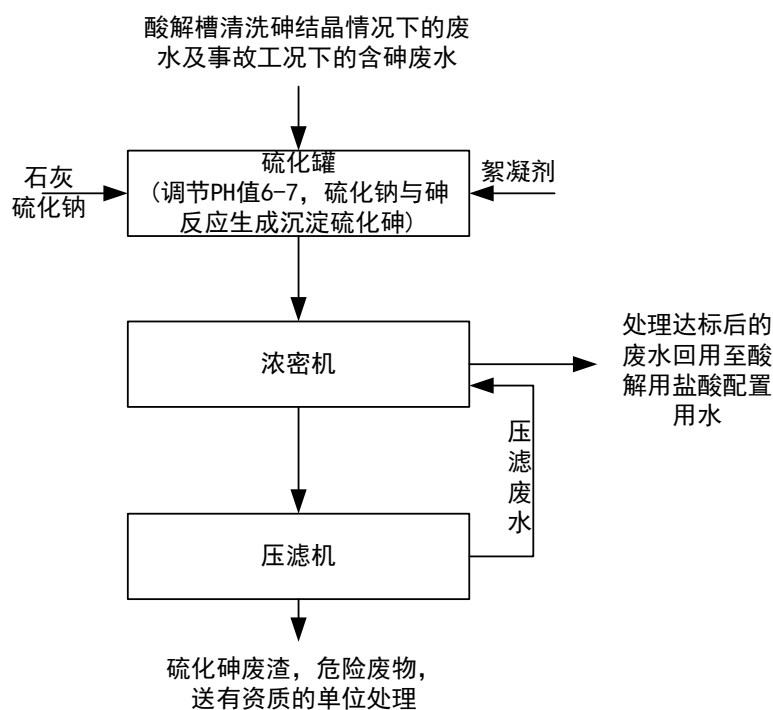 酸解槽清洗砷结晶情况下的废
水及事故工况下的含砷废水
硫化罐
(调节PH值6-7，硫化钠与砷
反应生成沉淀硫化砷)
石灰
硫化钠
絮凝剂
浓密机
处理达标后的
废水回用至酸
解用盐酸配置
用水
压滤废水
压滤机
硫化砷废渣，危险废物，
送有资质的单位处理